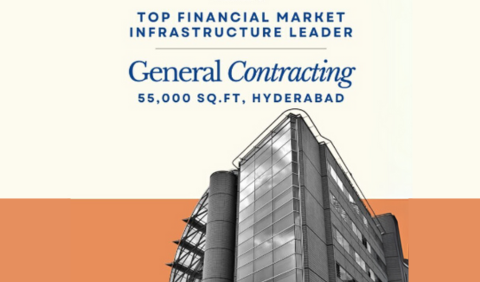 TOP FINANCIAL MARKET
INFRASTRUCTURE LEADER
General Contracting
55,000 SQ.FT, HYDERABAD